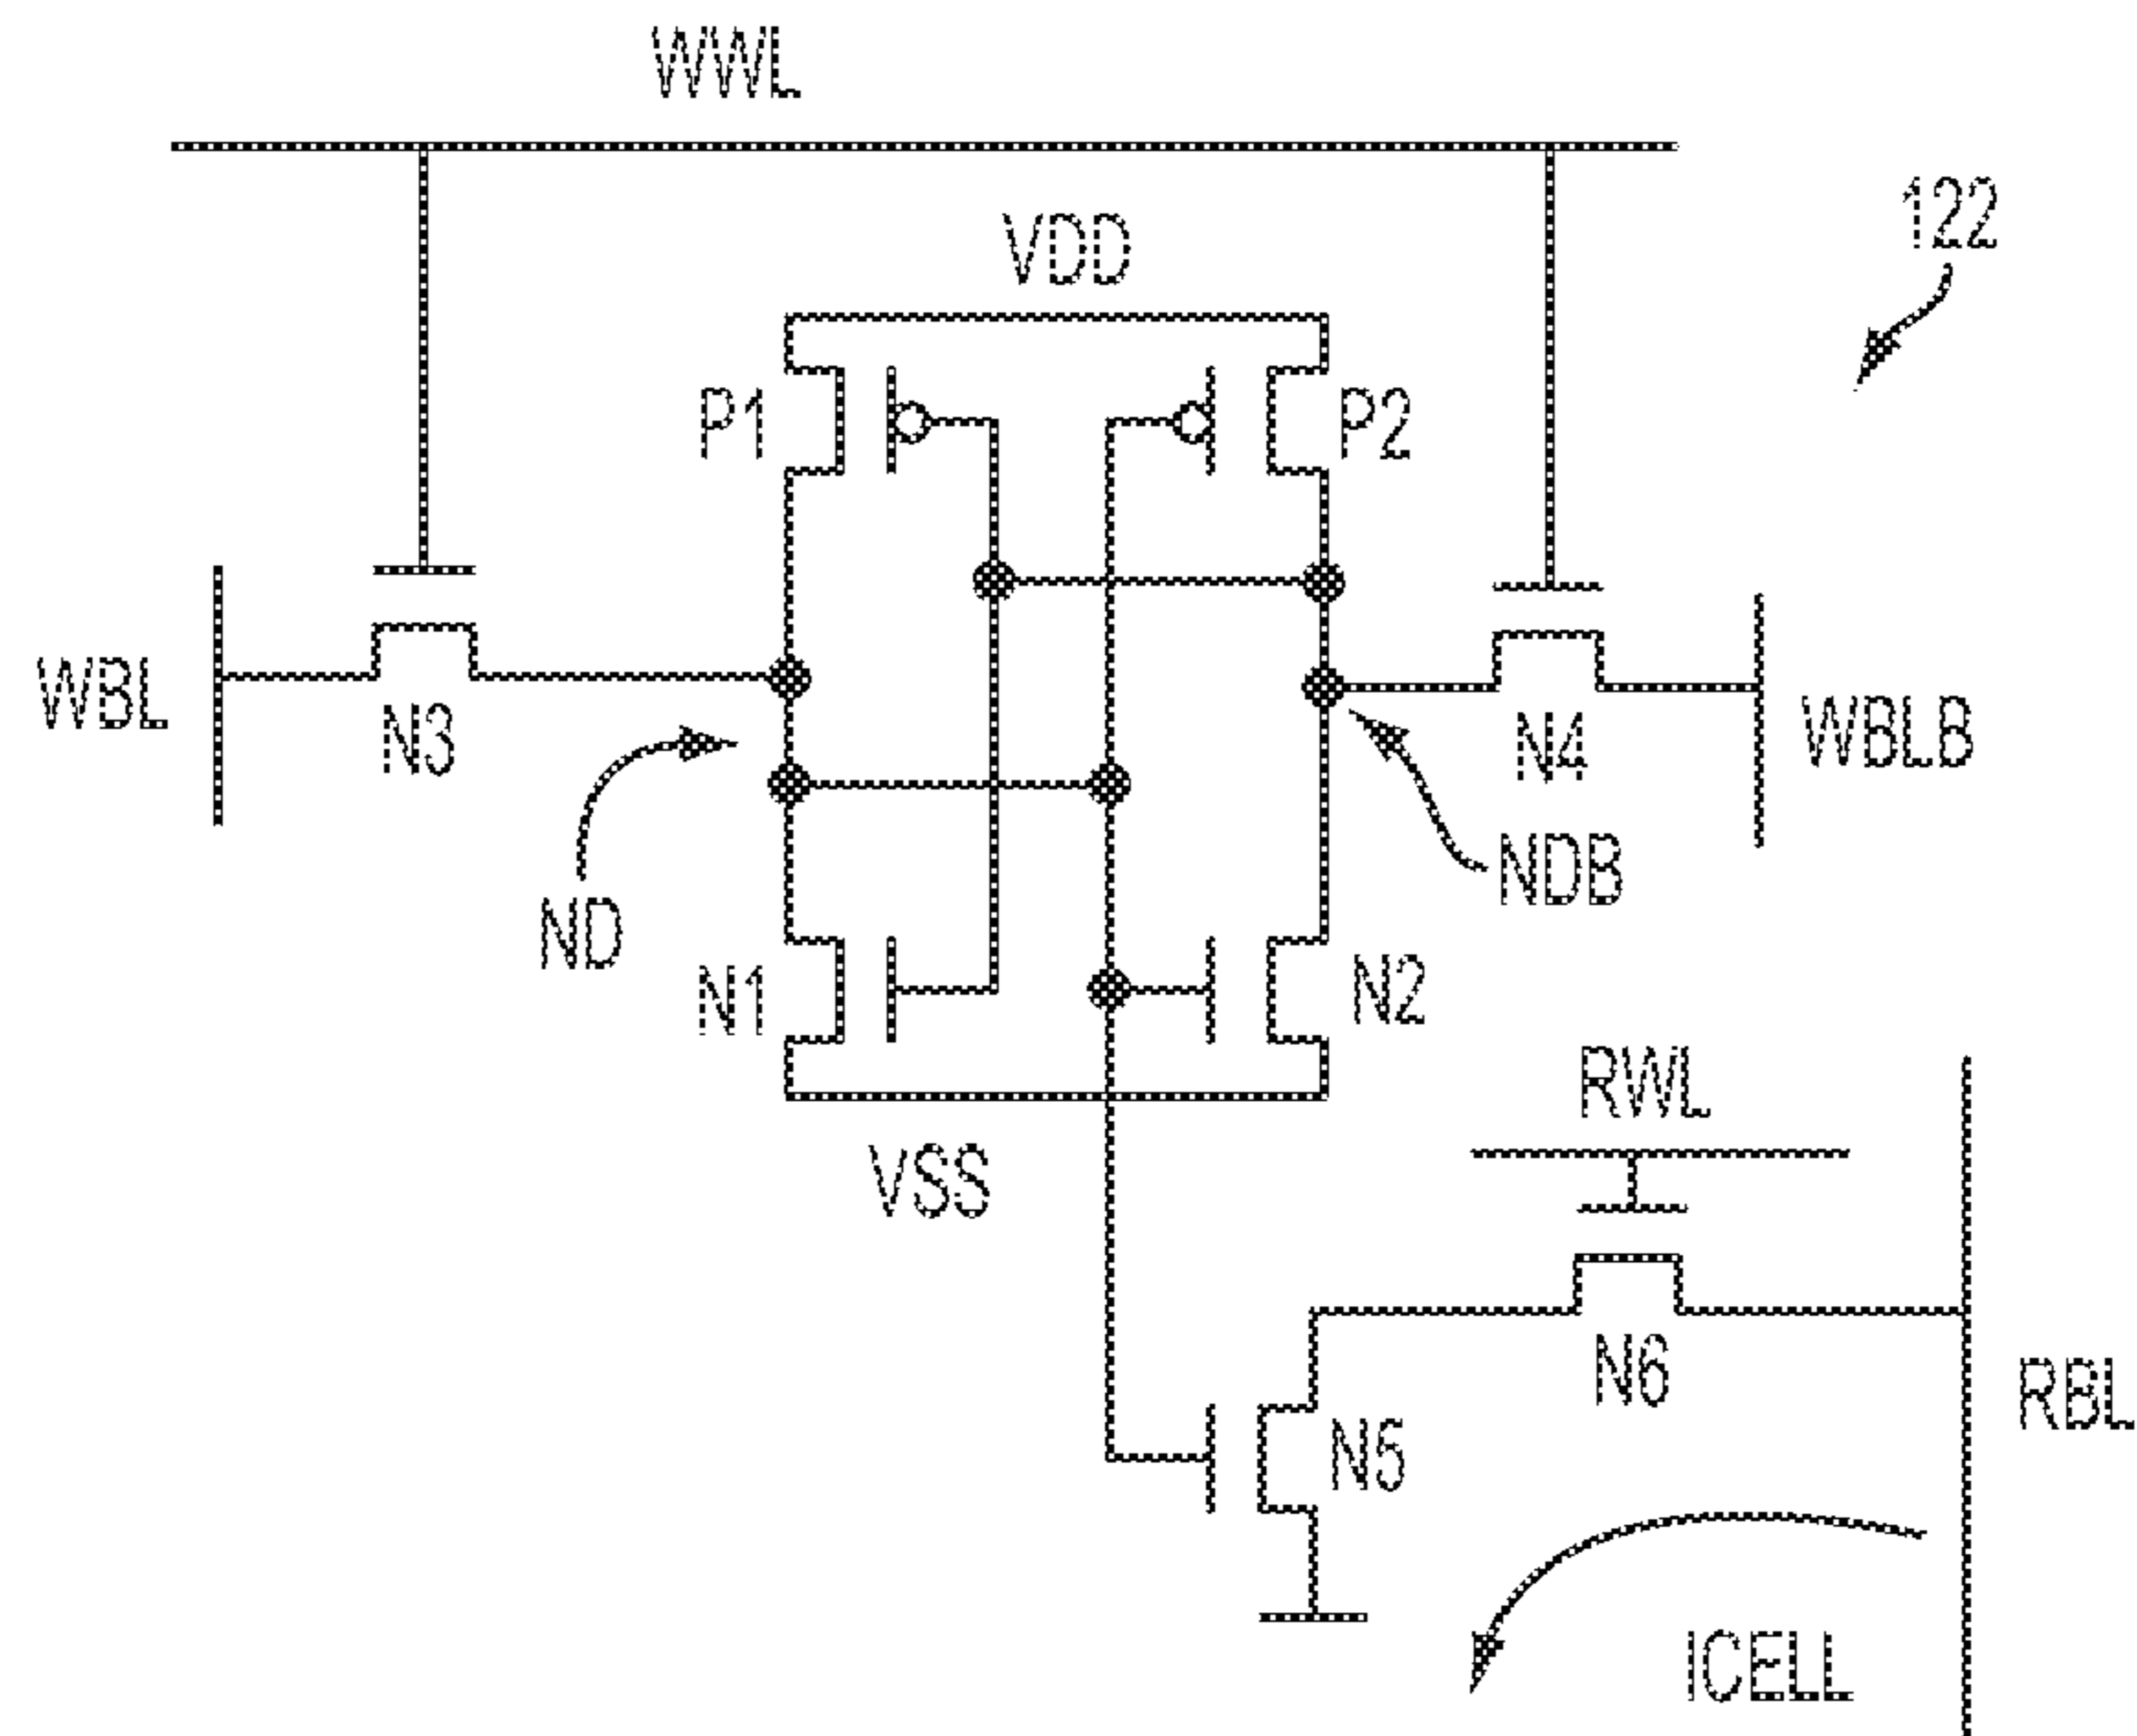 WWL
122
VDD
P1
P2
WBL
N3
N4
WBLB
ND
NDB
N1
N2
RWL
VSS
N6
RBL
N5
ICELL